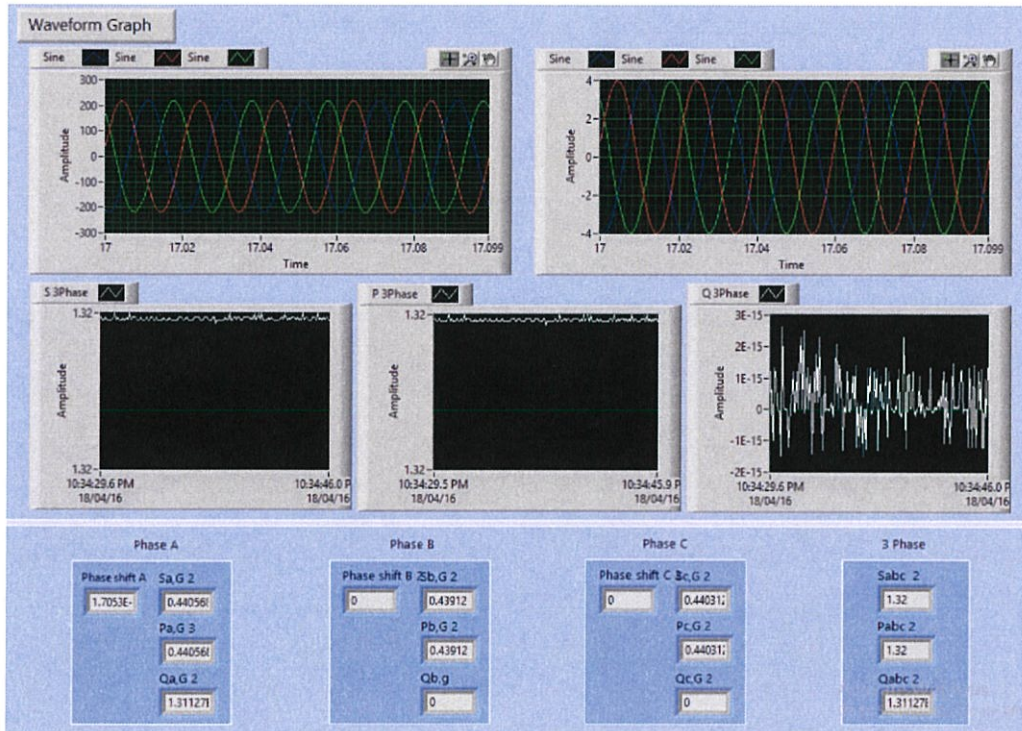 Waveform Graph
Sine Sine Sine
Sine Sine Sine
300
200
100
0
-100
-200
-300
Amplitude
17 17.02 17.04 17.06 17.08 17.099
Time
4
2
0
-2
-4
Amplitude
17 17.02 17.04 17.06 17.08 17.099
Time
S 3Phase
1.32
Amplitude
1.32
10:34:29.6 PM 10:34:46.0 P
18/04/16 18/04/16
P 3Phase
1.32
Amplitude
1.32
10:34:29.5 PM 10:34:45.9 P
18/04/16 18/04/16
Q 3Phase
3E-15
2E-15
1E-15
0
-1E-15
-2E-15
Amplitude
10:34:29.6 PM 10:34:46.0 P
18/04/16 18/04/16
Phase A
Phase shift A Sa,G 2
1.7053E- 0.44056
Pa,G 3
0.44056
Qa,G 2
1.31127
Phase B
Phase shift B 2 Sb,G 2
0 0.43912
Pb,G 2
0.43912
Qb,g
0
Phase C
Phase shift C Sc,G 2
0 0.44031
Pc,G 2
0.44031
Qc,G 2
0
3 Phase
Sabc 2
1.32
Pabc 2
1.32
Qabc 2
1.31127